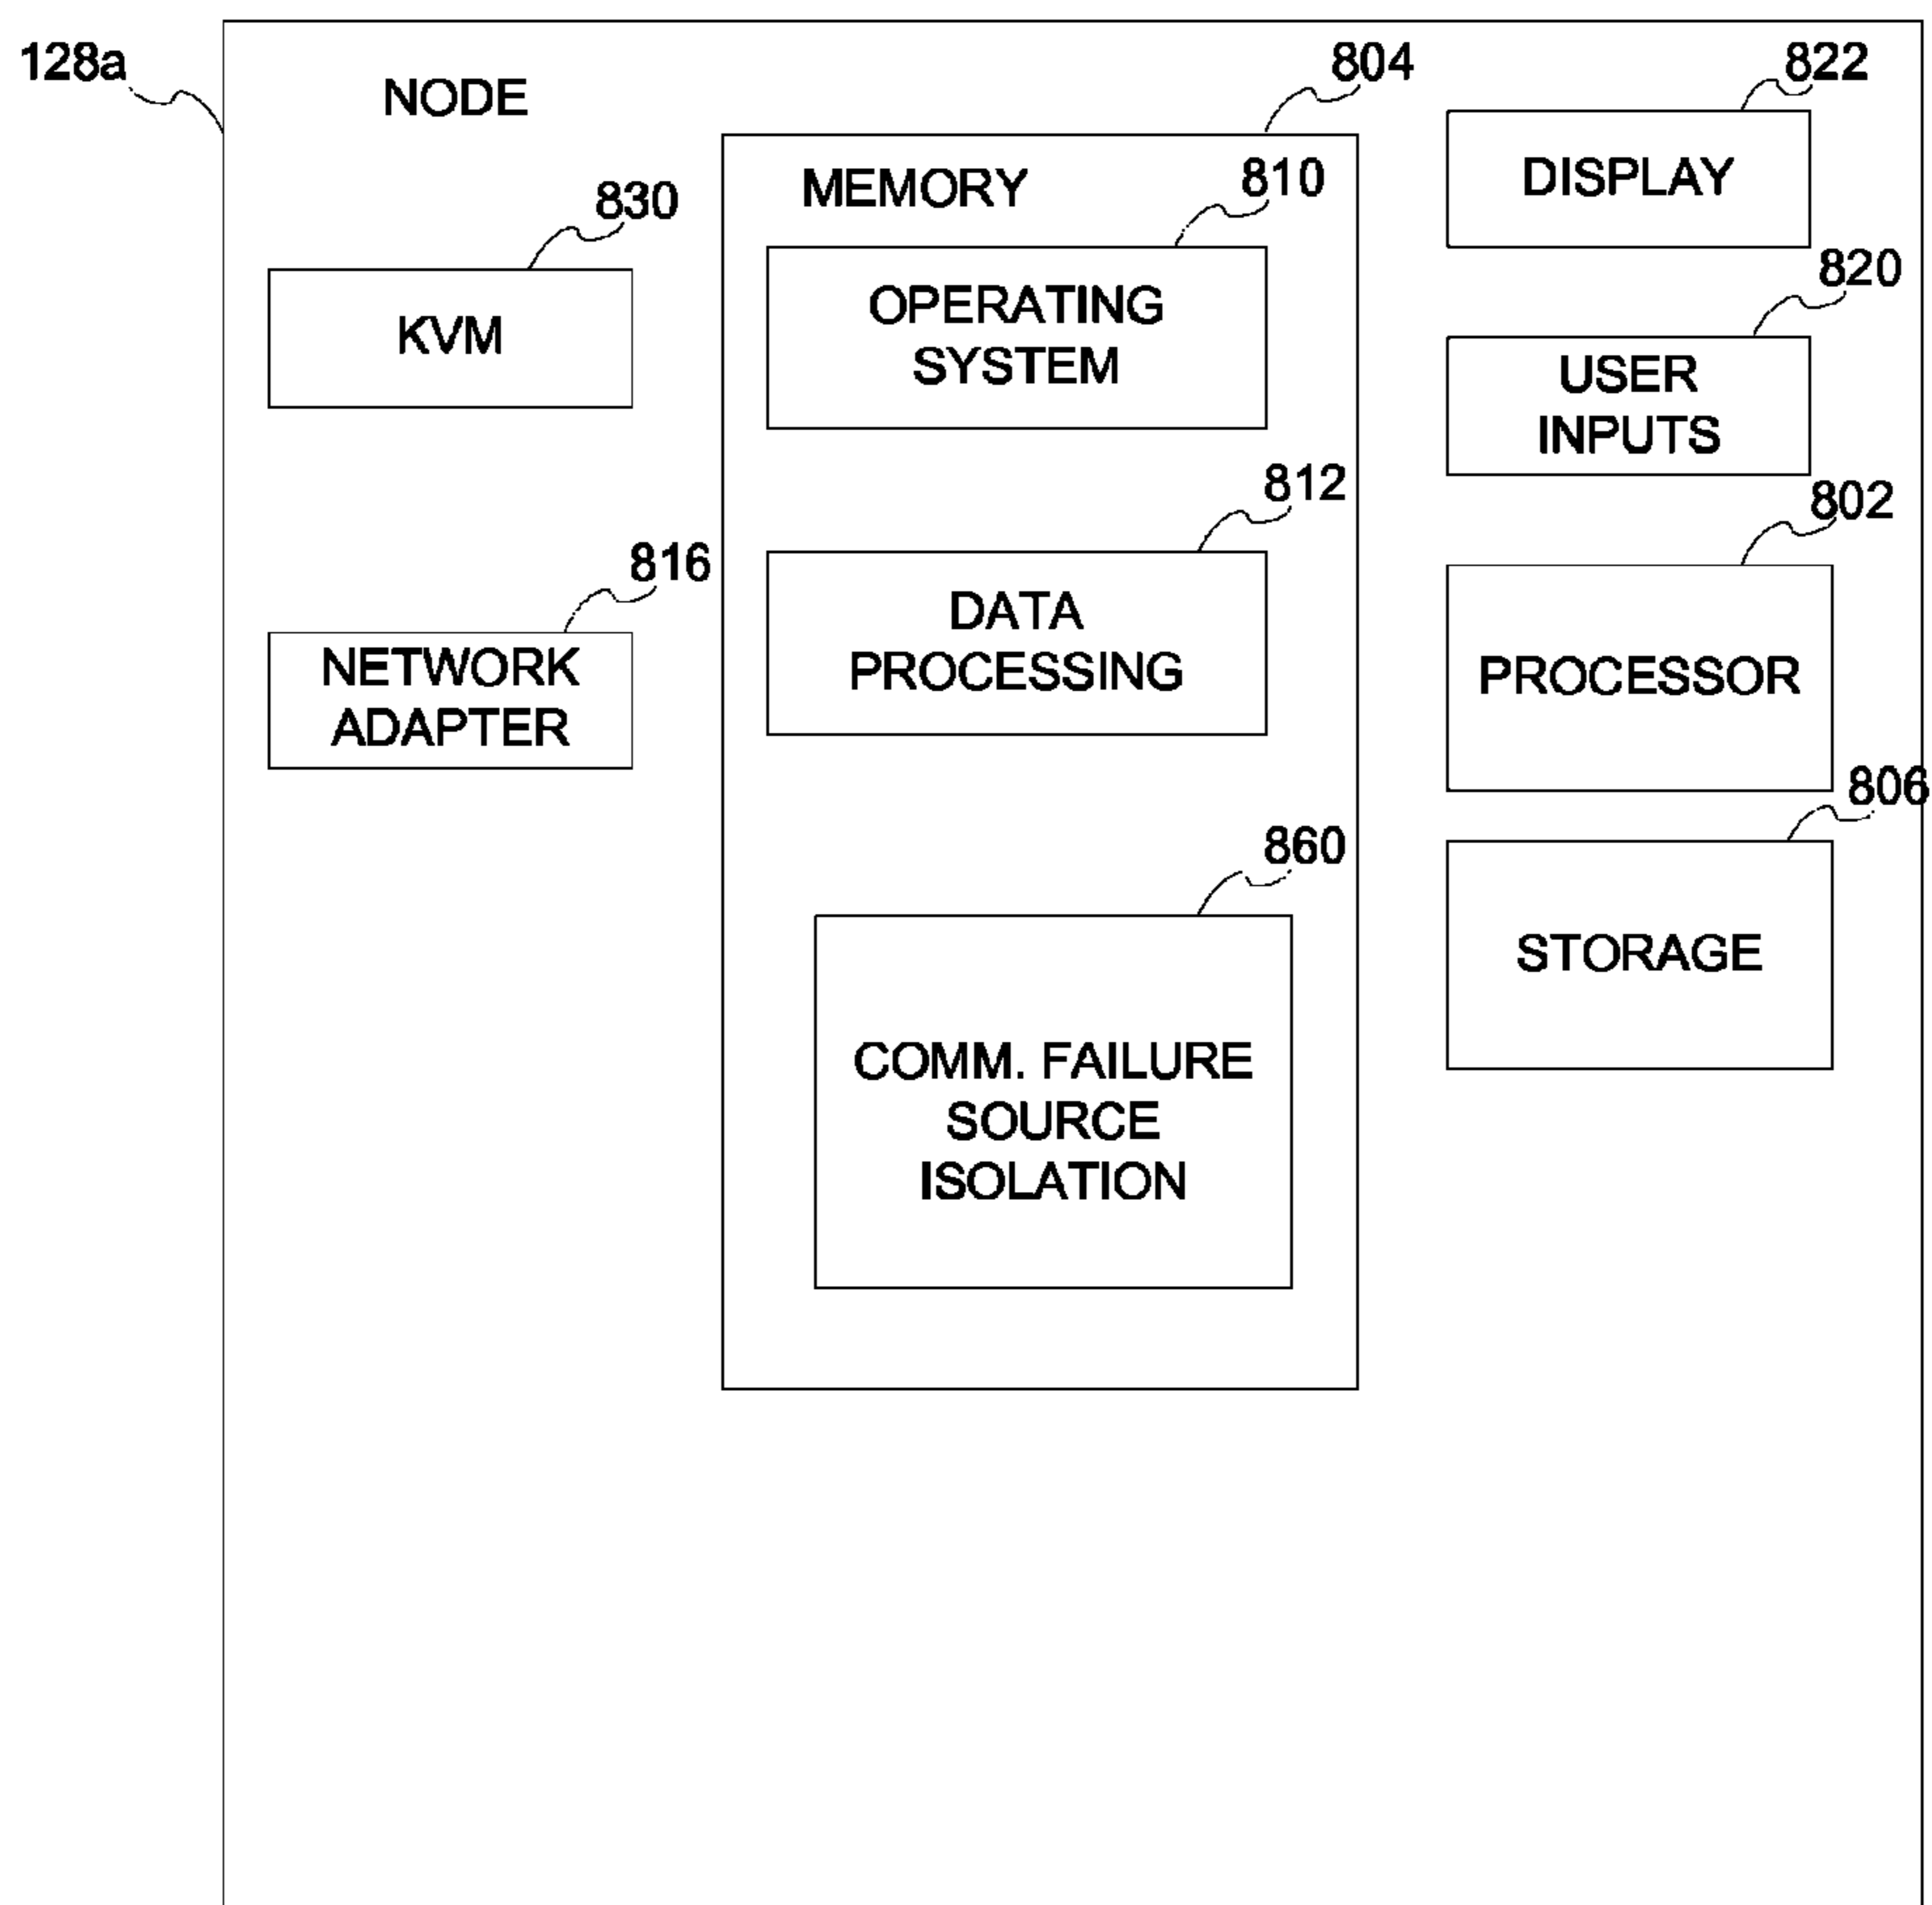 128a
NODE
804
822
MEMORY
DISPLAY
810
830
820
KVM
OPERATING
SYSTEM
USER
INPUTS
812
802
816
DATA
PROCESSING
NETWORK
ADAPTER
PROCESSOR
806
860
STORAGE
COMM. FAILURE
SOURCE
ISOLATION